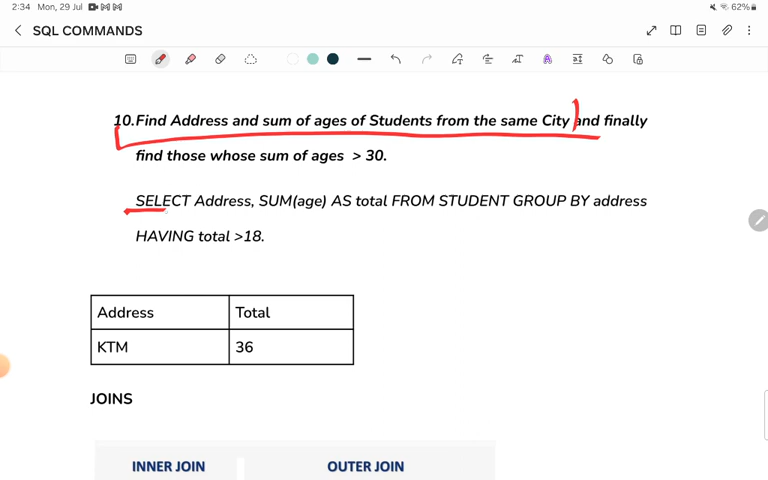 2:34 Mon, 29 Jul 62%
SQL COMMANDS
10.Find Address and sum of ages of Students from the same City and finally
find those whose sum of ages > 30.
SELECT Address, SUM(age) AS total FROM STUDENT GROUP BY address
HAVING total >18.
Address Total
KTM 36
JOINS
INNER JOIN OUTER JOIN